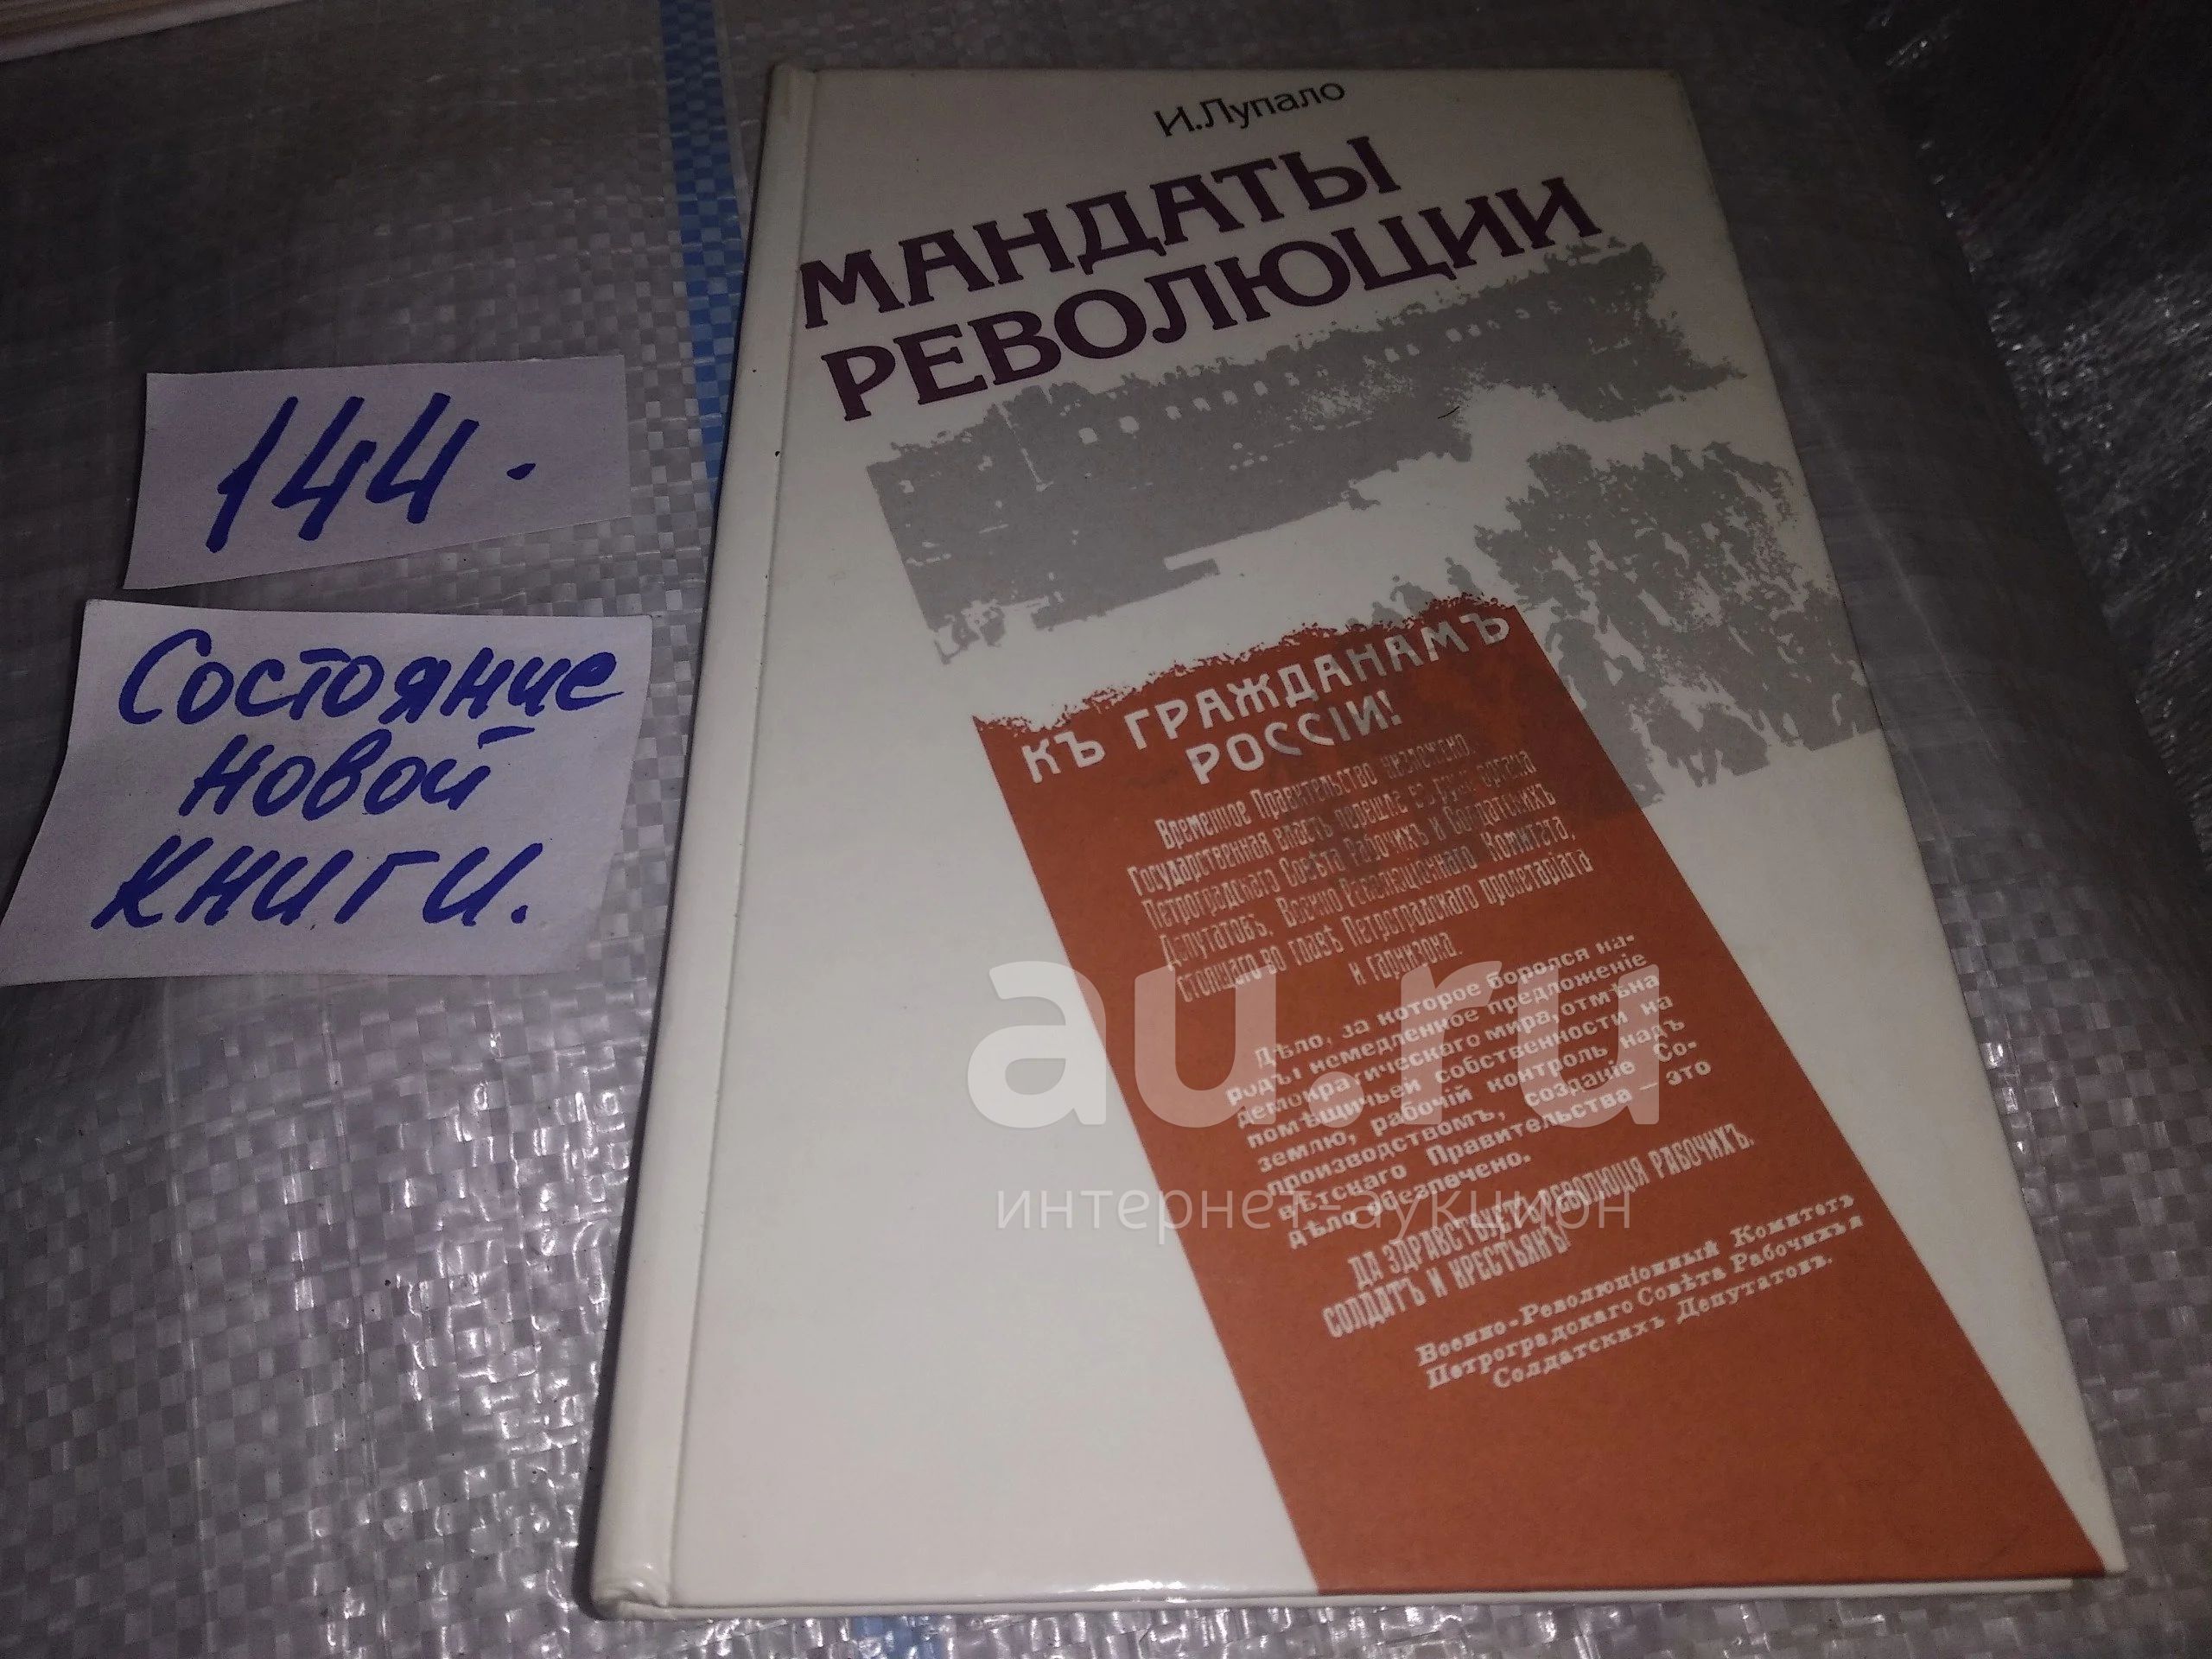 И.Лупало
МАНДАТЫ
РЕВОЛЮЦИИ
144.
Состояние
новой
книги.
КЪ ГРАЖДАНАМЪ
РОССІИ!
Временное Правительство низложено.
Государственная власть перешла въ руки органа
Петроградскаго Совѣта Рабочихъ и Солдатскихъ
Депутатовъ, Военно-Революціоннаго Комитета,
стоящаго во главѣ Петроградскаго пролетаріата
и гарнизона.
Дѣло, за которое боролся на-
родъ: немедленное предложеніе
демократическаго мира, отмѣна
помѣщичьей собственности на
землю, рабочій контроль надъ
производствомъ, созданіе Со-
вѣтскаго Правительства — это
дѣло обезпечено.
ДА ЗДРАВСТВУЕТЪ РЕВОЛЮЦІЯ РАБОЧИХЪ,
СОЛДАТЪ И КРЕСТЬЯНЪ!
Военно-Революціонный Комитетъ
Петроградскаго Совѣта Рабочихъ и
Солдатскихъ Депутатовъ.
au.ru
интернет-аукцион